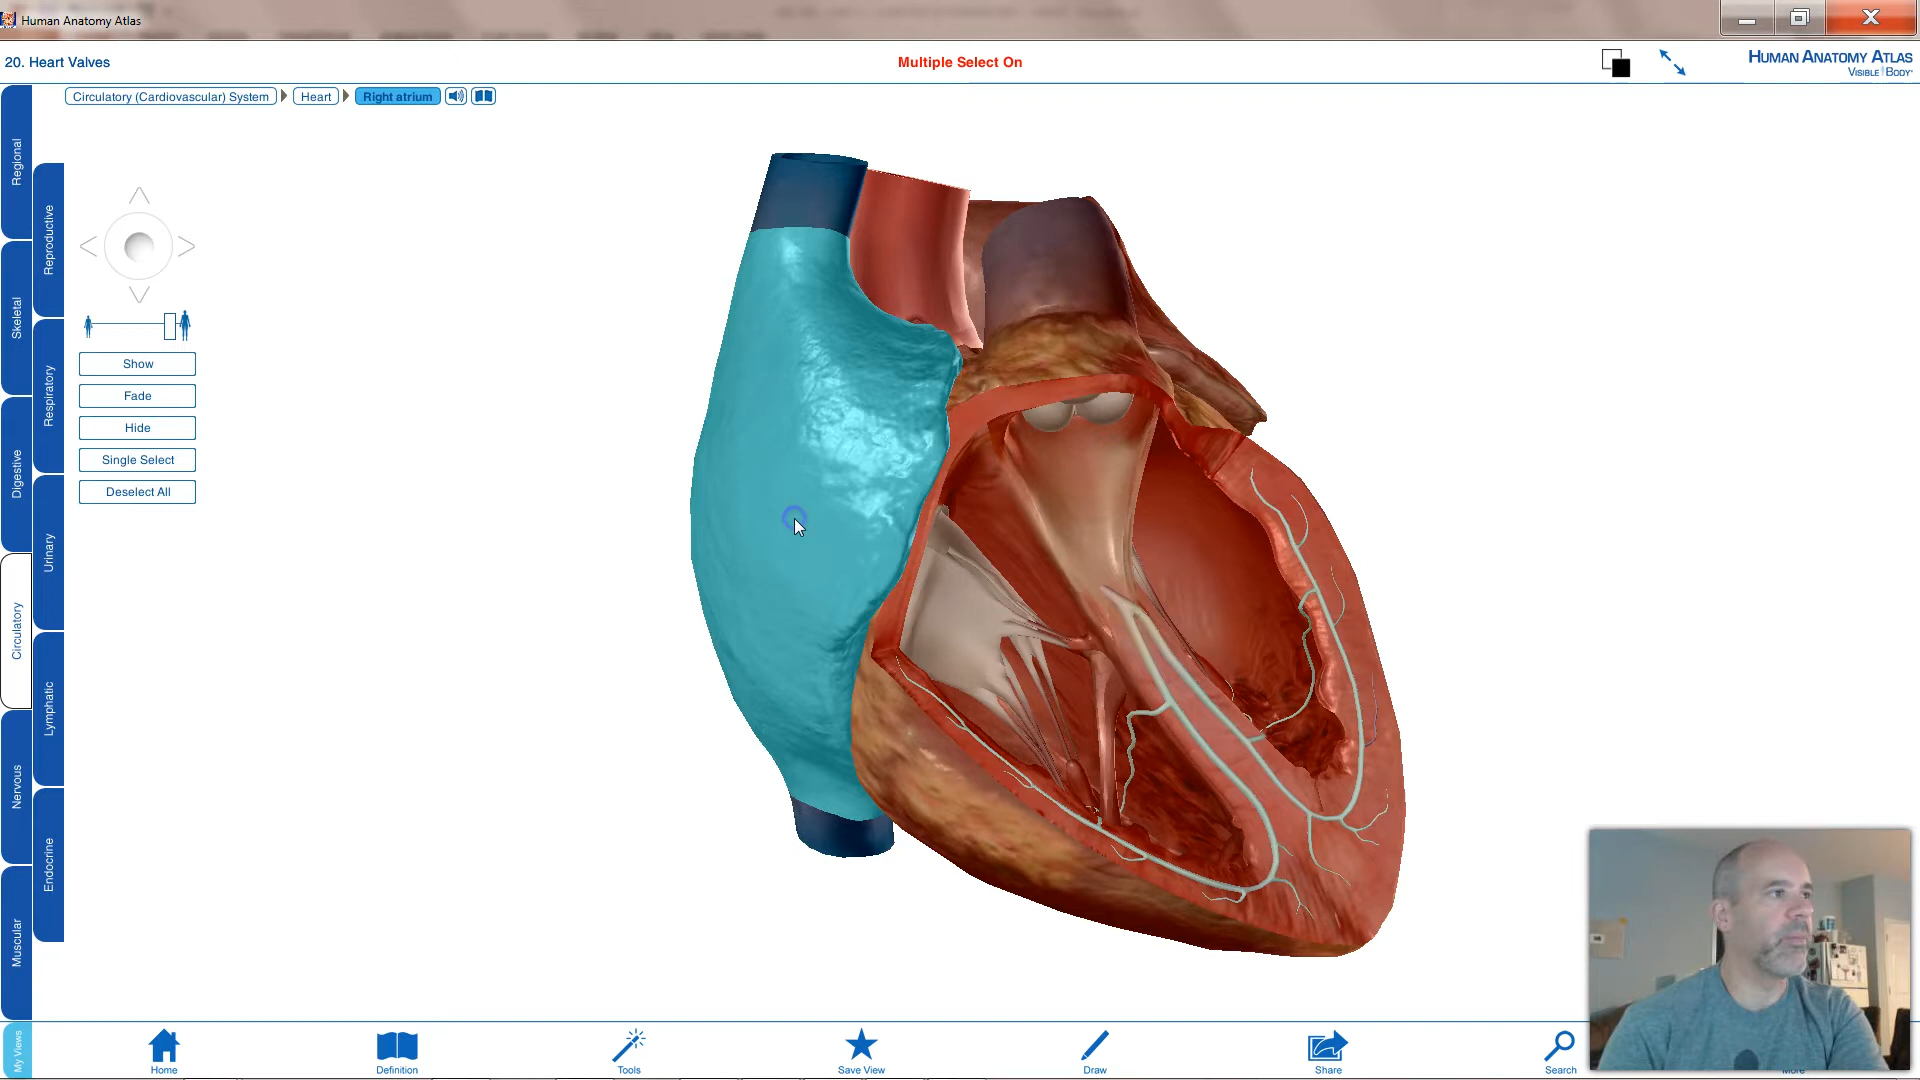 Human Anatomy Atlas
20. Heart Valves
Multiple Select On
HUMAN ANATOMY ATLAS
VISIBLE BODY
Circulatory (Cardiovascular) System
Heart
Right atrium
Regional
Skeletal
Digestive
Circulatory
Nervous
Muscular
My Views
Reproductive
Respiratory
Urinary
Lymphatic
Endocrine
Show
Fade
Hide
Single Select
Deselect All
Home
Definition
Tools
Save View
Draw
Share
Search
More